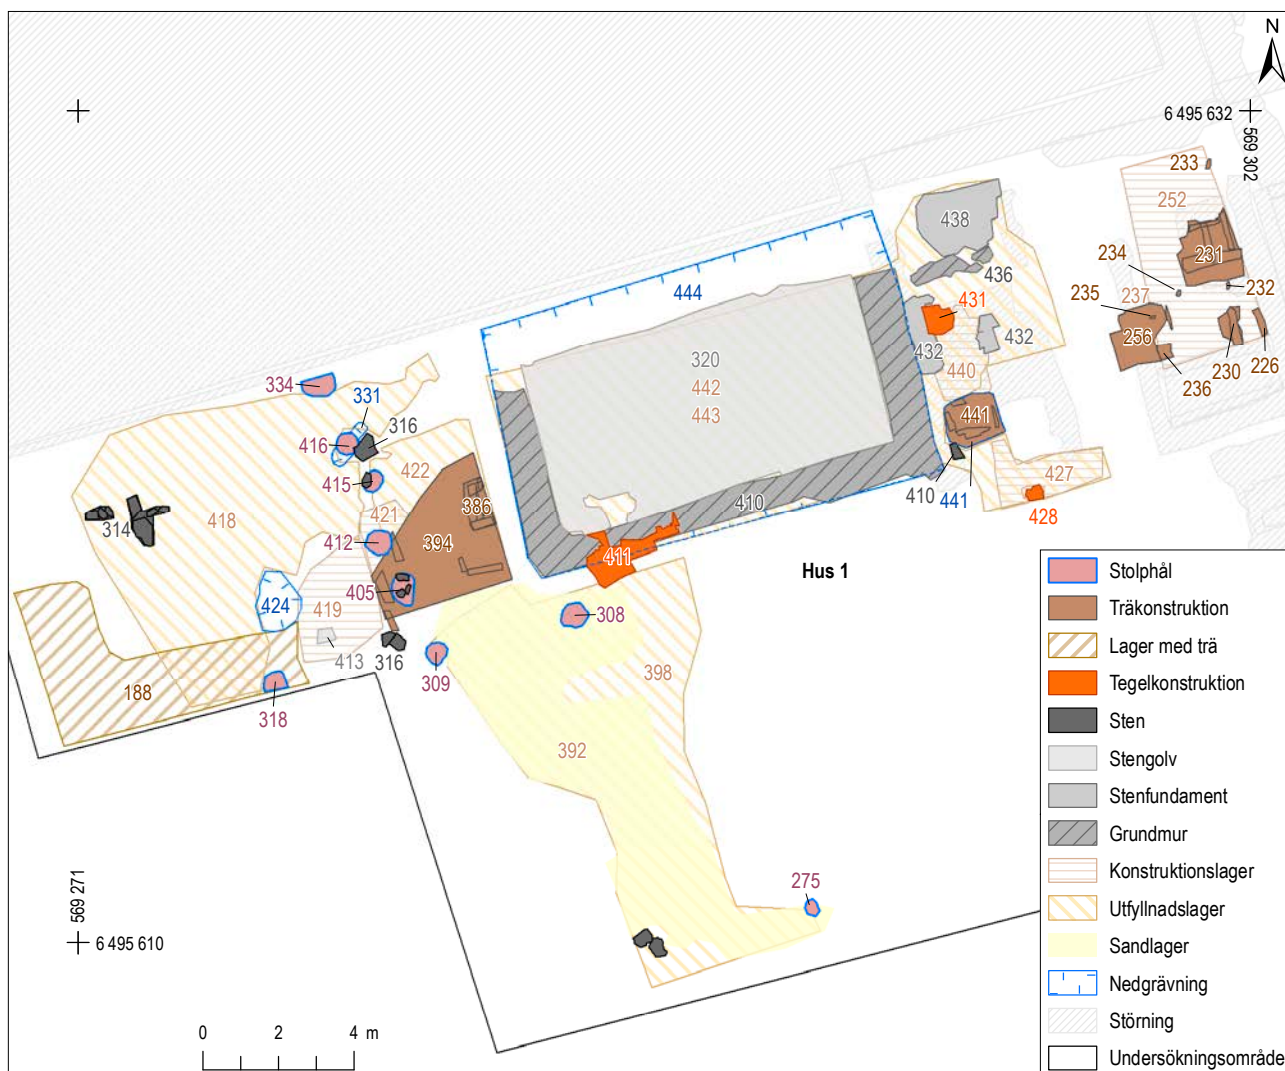 N
6 495 632
569 302
233
252
438
231
234
436
444
431
235
237
232
432
432
256
320
440
236
230
226
334
331
442
416
316
443
441
422
415
427
386
410
410
441
314
418
421
428
412
394
411
405
Hus 1
424
419
308
413
316
309
398
188
318
392
275
569 271
6 495 610
0 2 4 m
Stolphål
Träkonstruktion
Lager med trä
Tegelkonstruktion
Sten
Stengolv
Stenfundament
Grundmur
Konstruktionslager
Utfyllnadslager
Sandlager
Nedgrävning
Störning
Undersökningsområde